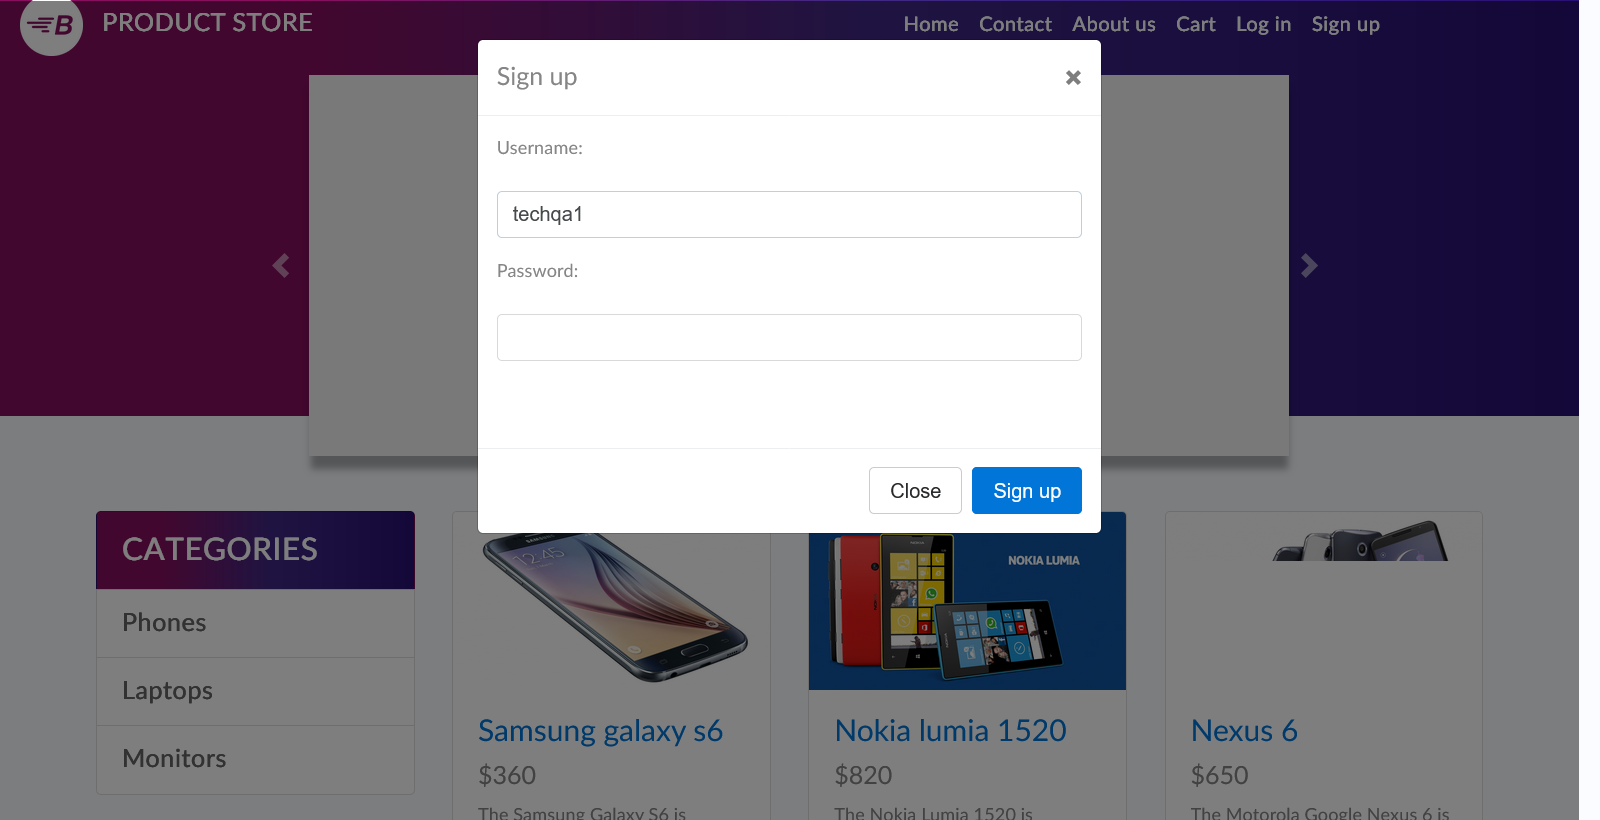 B PRODUCT STORE
Home Contact About us Cart Log in Sign up
Sign up
Username:
techqa1
Password:
Close Sign up
CATEGORIES
Phones
Laptops
Monitors
12:45
Samsung galaxy s6
$360
The Samsung Galaxy S6 is
NOKIA LUMIA
Nokia lumia 1520
$820
The Nokia Lumia 1520 is
Nexus 6
$650
The Motorola Google Nexus 6 is